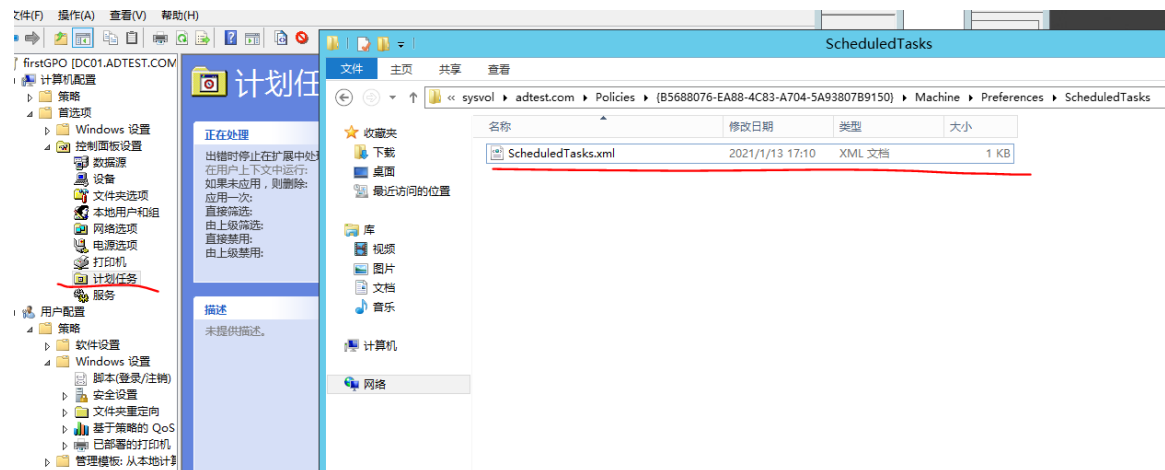 文件(F) 操作(A) 查看(V) 帮助(H)
firstGPO [DC01.ADTEST.COM
计算机配置
策略
首选项
Windows 设置
控制面板设置
数据源
设备
文件夹选项
本地用户和组
网络选项
电源选项
打印机
计划任务
服务
用户配置
策略
软件设置
Windows 设置
脚本(登录/注销)
安全设置
文件夹重定向
基于策略的 QoS
已部署的打印机
管理模板: 从本地计算
计划任
正在处理
出错时停止在扩展中处理
在用户上下文中运行:
如果未应用，则删除:
应用一次:
直接筛选:
由上级筛选:
直接禁用:
由上级禁用:
描述
未提供描述。
ScheduledTasks
文件 主页 共享 查看
« sysvol ▸ adtest.com ▸ Policies ▸ {B5688076-EA88-4C83-A704-5A93807B9150} ▸ Machine ▸ Preferences ▸ ScheduledTasks
收藏夹
下载
桌面
最近访问的位置
库
视频
图片
文档
音乐
计算机
网络
名称 修改日期 类型 大小
ScheduledTasks.xml 2021/1/13 17:10 XML 文档 1 KB